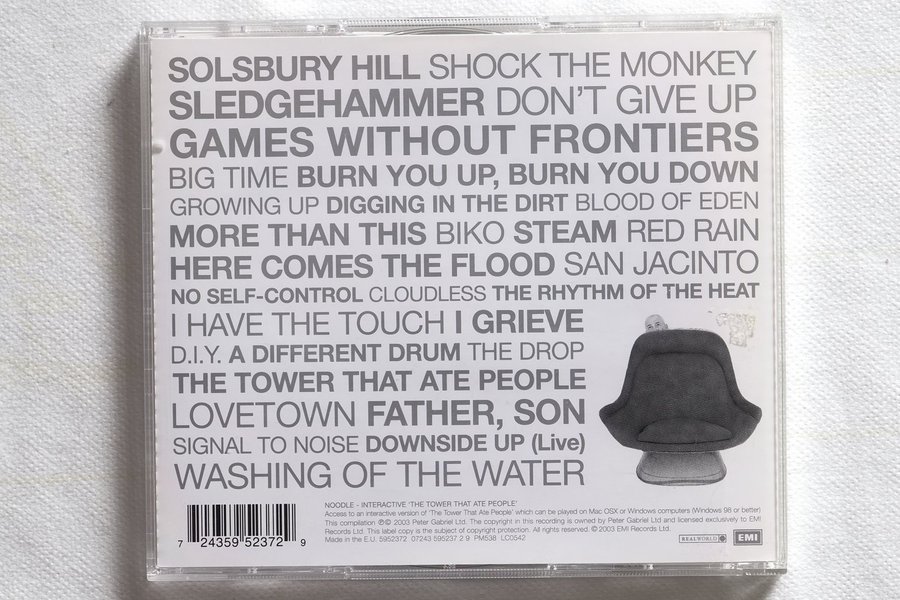 SOLSBURY HILL SHOCK THE MONKEY
SLEDGEHAMMER DON'T GIVE UP
GAMES WITHOUT FRONTIERS
BIG TIME BURN YOU UP, BURN YOU DOWN
GROWING UP DIGGING IN THE DIRT BLOOD OF EDEN
MORE THAN THIS BIKO STEAM RED RAIN
HERE COMES THE FLOOD SAN JACINTO
NO SELF-CONTROL CLOUDLESS THE RHYTHM OF THE HEAT
I HAVE THE TOUCH I GRIEVE
D.I.Y. A DIFFERENT DRUM THE DROP
THE TOWER THAT ATE PEOPLE
LOVETOWN FATHER, SON
SIGNAL TO NOISE DOWNSIDE UP (Live)
WASHING OF THE WATER
NOODLE - INTERACTIVE 'THE TOWER THAT ATE PEOPLE'
Access to an interactive version of 'The Tower That Ate People' which can be played on Mac OSX or Windows computers (Windows 98 or better)
This compilation ℗© 2003 Peter Gabriel Ltd. The copyright in this recording is owned by Peter Gabriel Ltd and licensed exclusively to EMI
Records Ltd. This label copy is the subject of copyright protection. All rights reserved. © 2003 EMI Records Ltd.
Made in the E.U. 5952372 07243 595237 2 9 PM538 LC0542
7 24359 52372 9
REALWORLD EMI